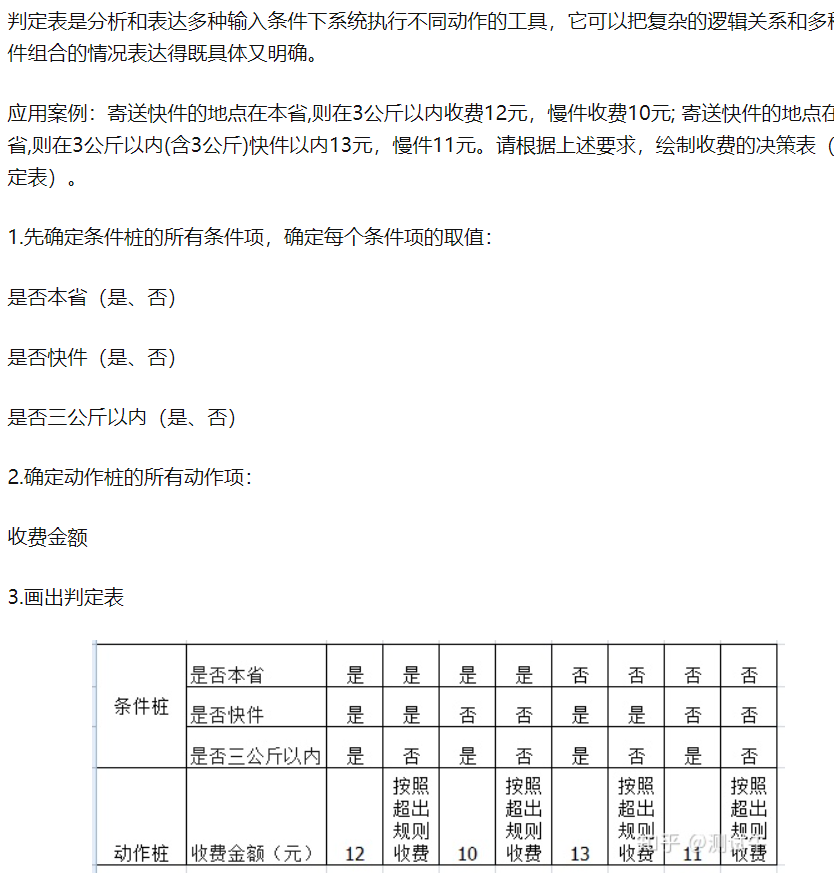 判定表是分析和表达多种输入条件下系统执行不同动作的工具，它可以把复杂的逻辑关系和多种
件组合的情况表达得既具体又明确。
应用案例：寄送快件的地点在本省,则在3公斤以内收费12元，慢件收费10元; 寄送快件的地点在
省,则在3公斤以内(含3公斤)快件以内13元，慢件11元。请根据上述要求，绘制收费的决策表（
定表）。
1.先确定条件桩的所有条件项，确定每个条件项的取值：
是否本省（是、否）
是否快件（是、否）
是否三公斤以内（是、否）
2.确定动作桩的所有动作项：
收费金额
3.画出判定表
条件桩
是否本省 是 是 是 是 否 否 否 否
是否快件 是 是 否 否 是 是 否 否
是否三公斤以内 是 否 是 否 是 否 是 否
动作桩 收费金额（元） 12 按照超出规则收费 10 按照超出规则收费 13 按照超出规则收费 11 按照超出规则收费
知乎 @测试